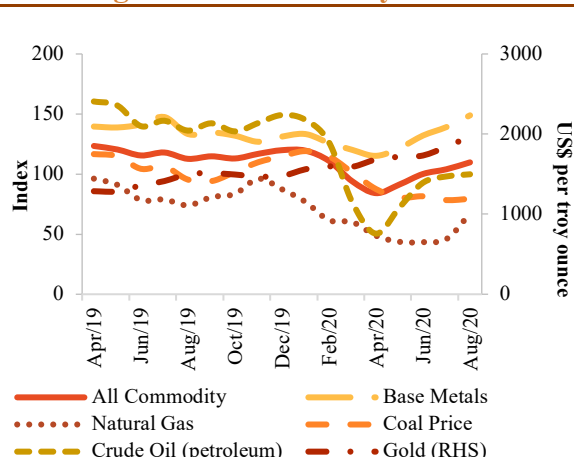 200
150
100
50
0
Index
3000
2000
1000
0
US$ per troy ounce
Apr/19
Jun/19
Aug/19
Oct/19
Dec/19
Feb/20
Apr/20
Jun/20
Aug/20
All Commodity
Base Metals
Natural Gas
Coal Price
Crude Oil (petroleum)
Gold (RHS)